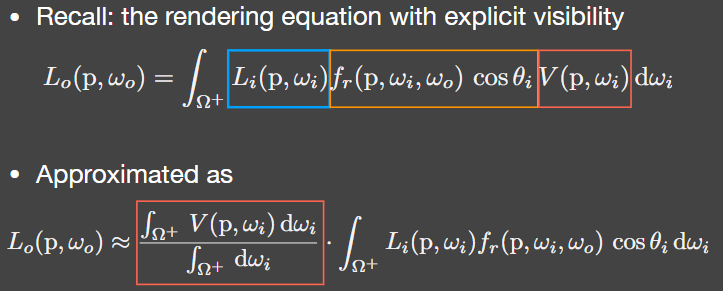 • Recall: the rendering equation with explicit visibility
L_o(p, ω_o) = ∫_{Ω+} L_i(p, ω_i) f_r(p, ω_i, ω_o) cos θ_i V(p, ω_i) dω_i
• Approximated as
L_o(p, ω_o) ≈ \frac{∫_{Ω+} V(p, ω_i) dω_i}{∫_{Ω+} dω_i} · ∫_{Ω+} L_i(p, ω_i) f_r(p, ω_i, ω_o) cos θ_i dω_i